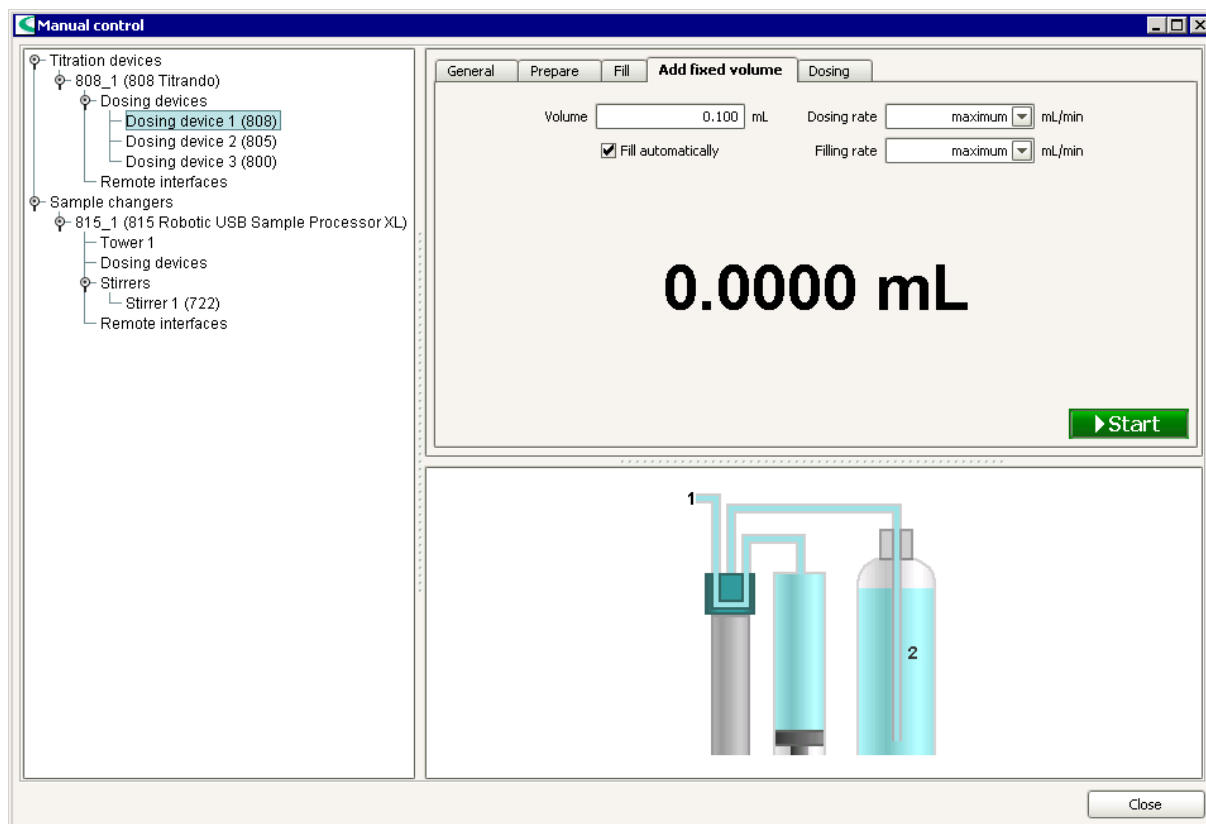 Manual control
Titration devices
808_1 (808 Titrando)
Dosing devices
Dosing device 1 (808)
Dosing device 2 (805)
Dosing device 3 (800)
Remote interfaces
Sample changers
815_1 (815 Robotic USB Sample Processor XL)
Tower 1
Dosing devices
Stirrers
Stirrer 1 (722)
Remote interfaces
General Prepare Fill Add fixed volume Dosing
Volume 0.100 mL Dosing rate maximum mL/min
Fill automatically Filling rate maximum mL/min
0.0000 mL
Start
1
2
Close